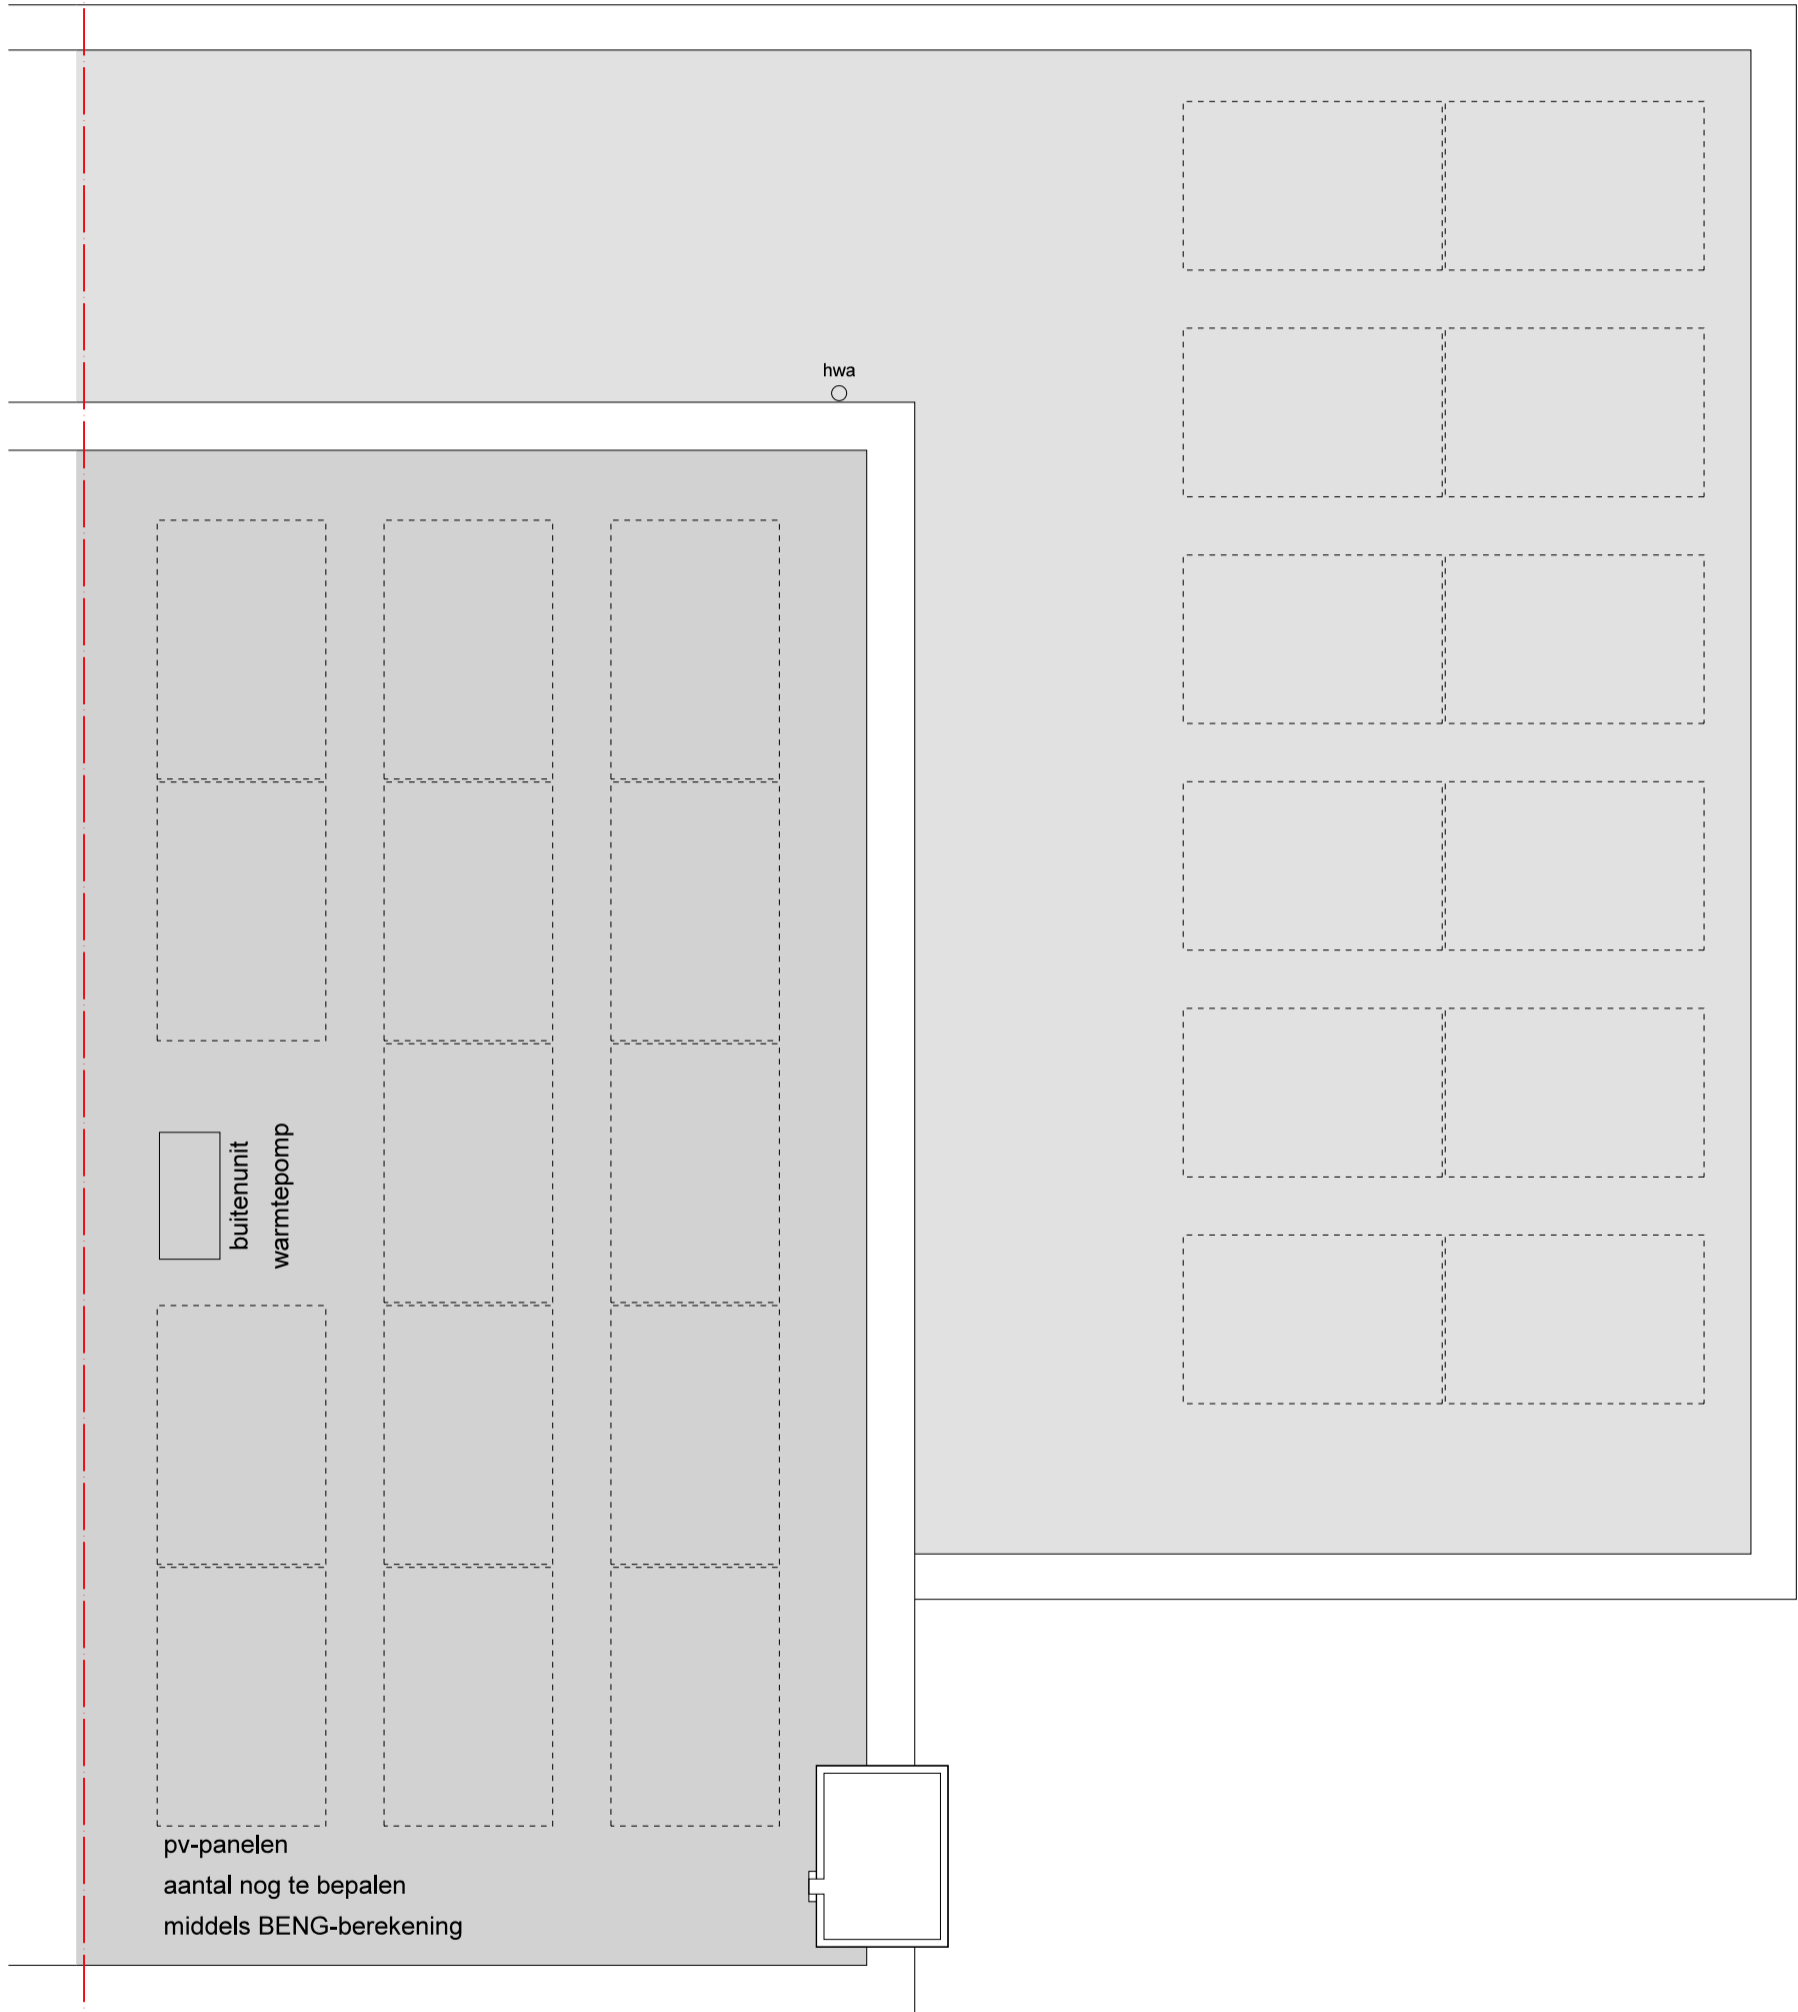 hwa
buitenunit
warmtepomp
pv-panelen
aantal nog te bepalen
middels BENG-berekening